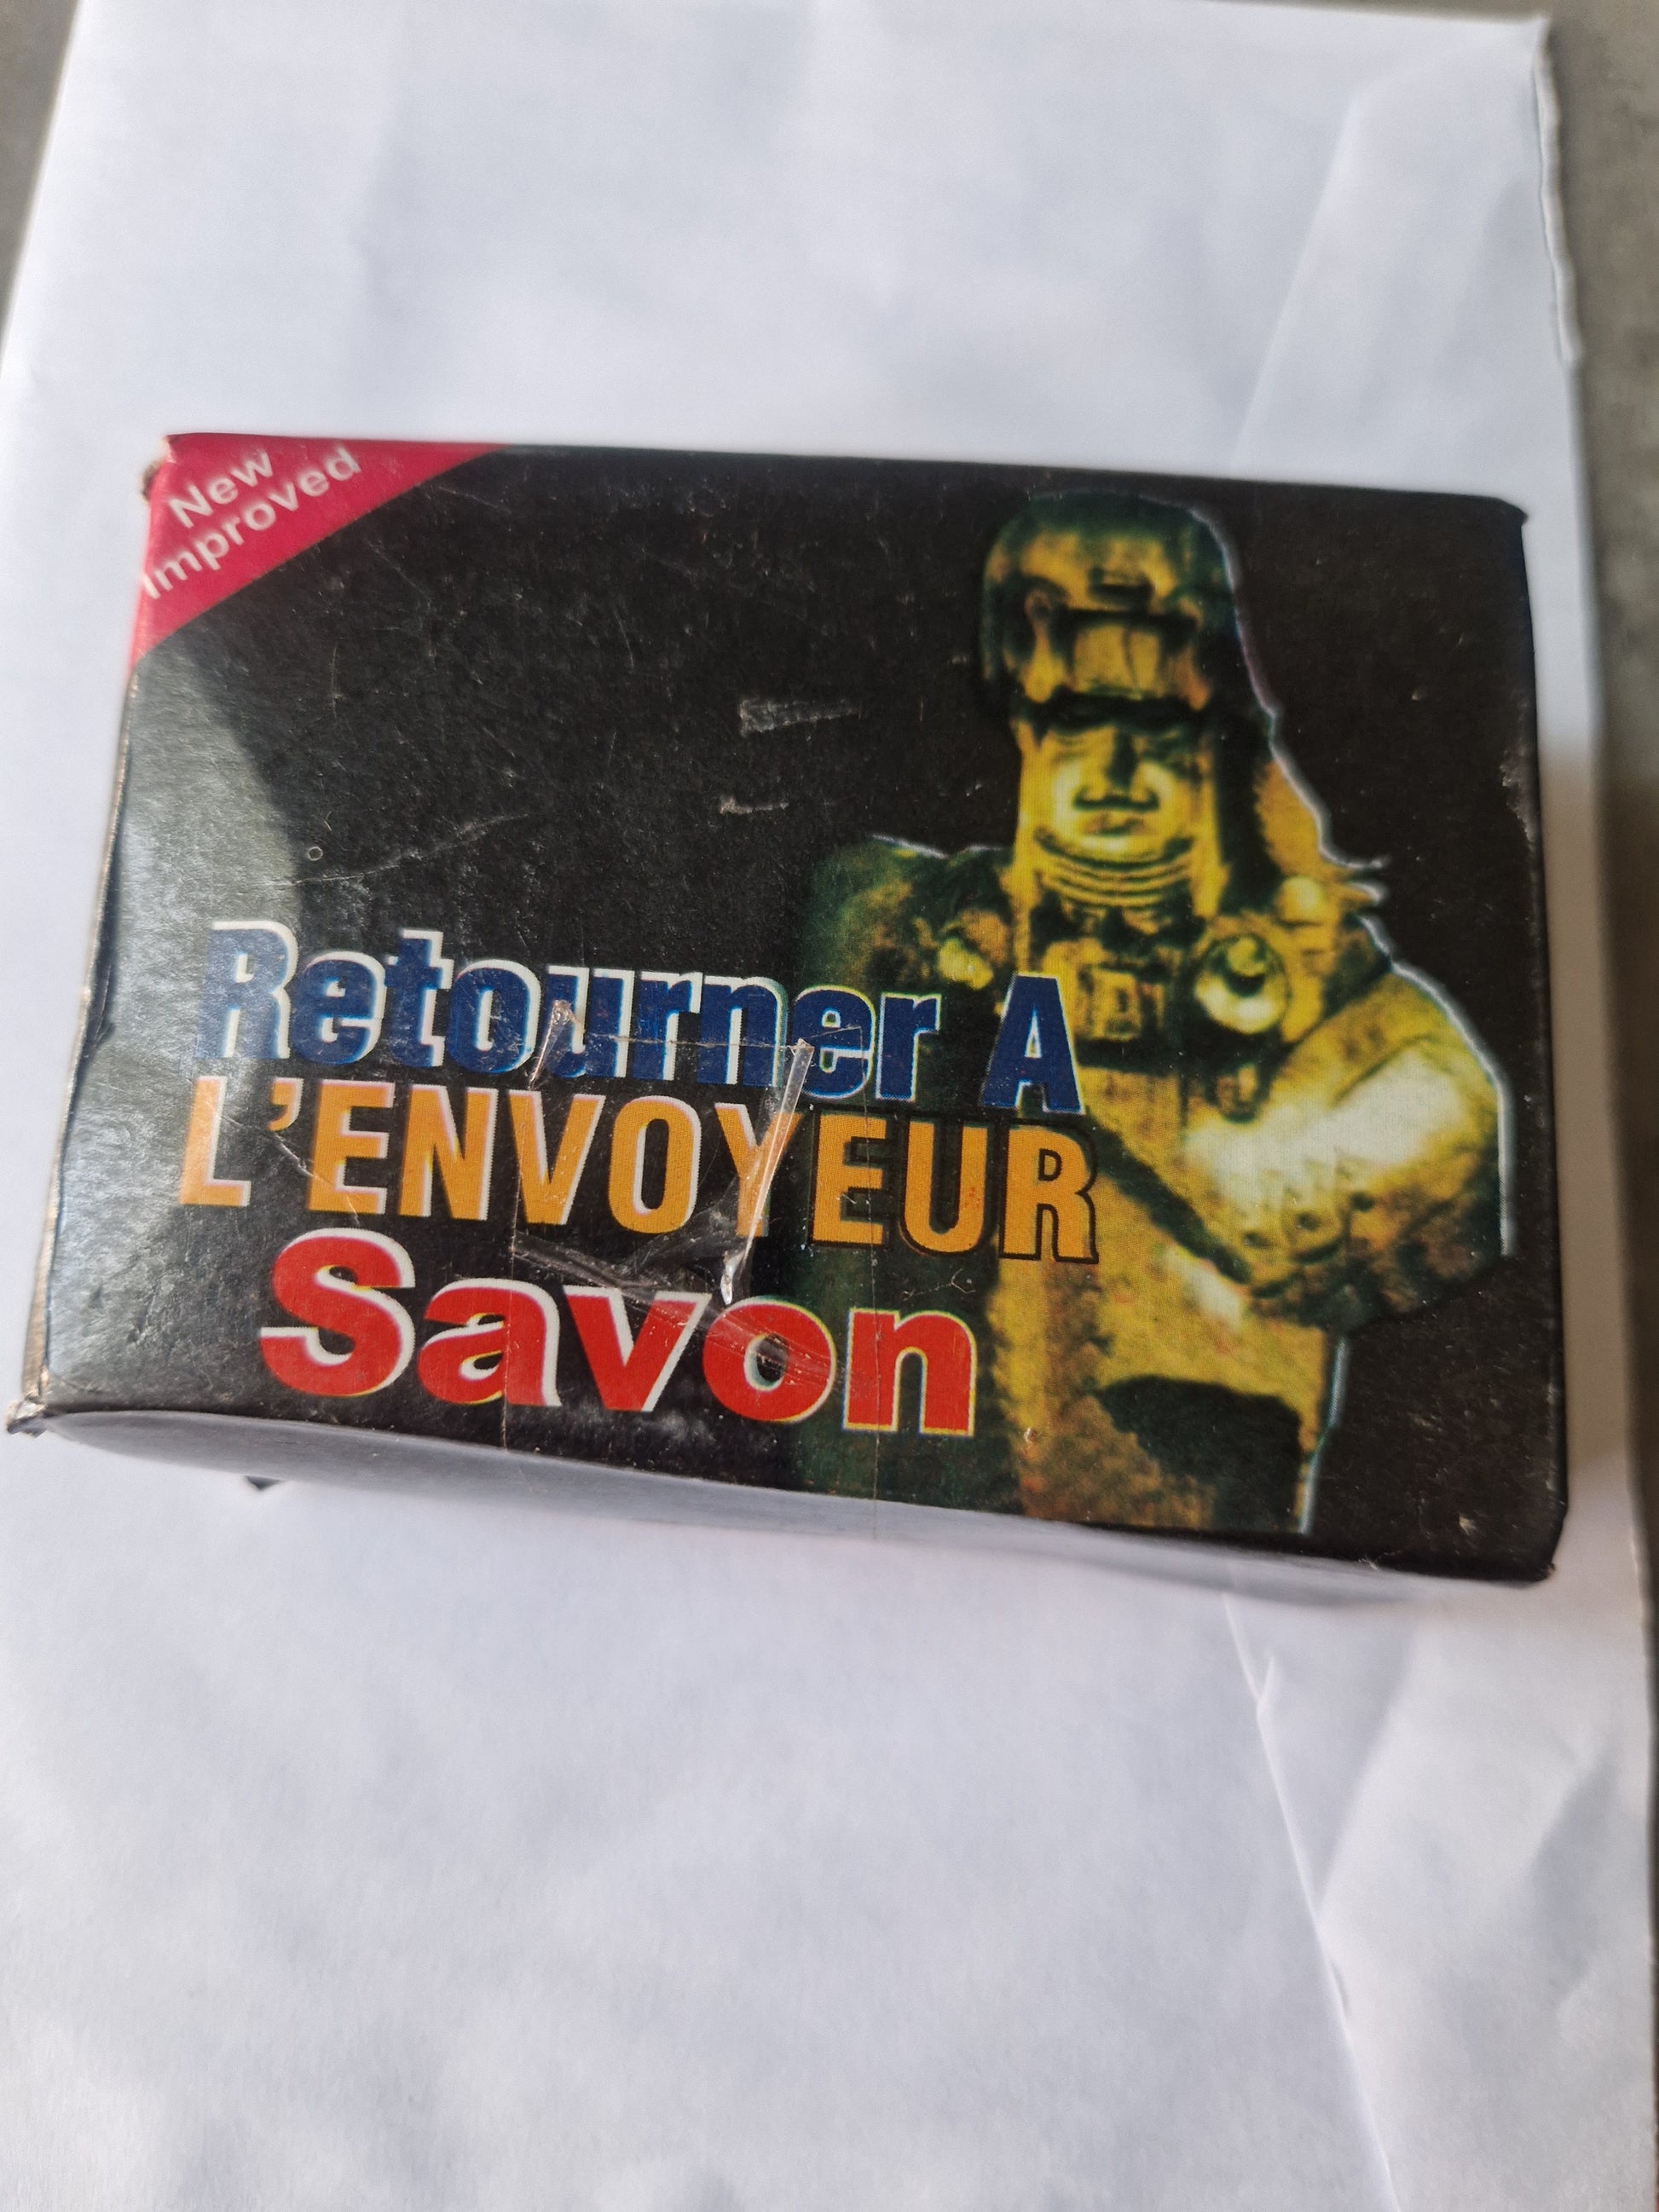 New
Improved
Retourner A
L'ENVOYEUR
Savon